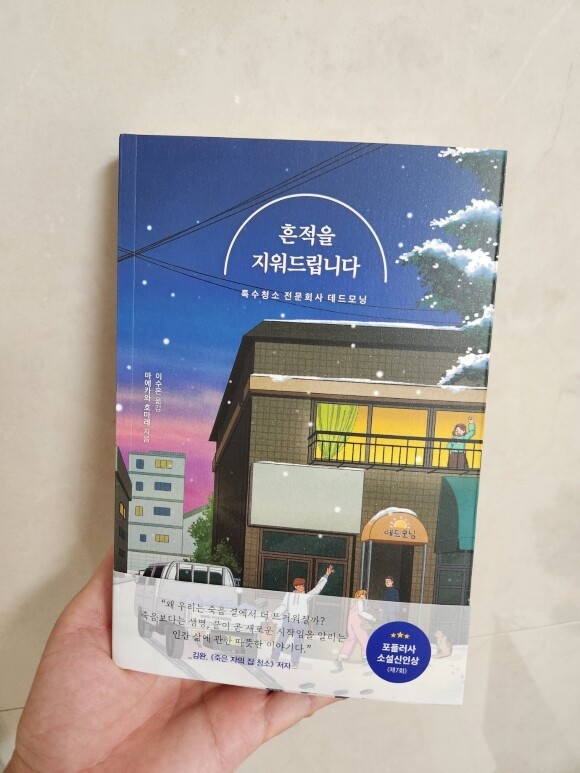 흔적을
지워드립니다
특수청소 전문회사 데드모닝
이수은 옮김
마에카와 호마레 지음
데드모닝
“왜 우리는 죽음 곁에서 더 뜨거워질까?
죽음보다는 생명, 끝이 곧 새로운 시작임을 알리는
인간 삶에 관한 따뜻한 이야기다.”
_김완, 《죽은 자의 집 청소》 저자
포플러사
소설신인상
(제7회)